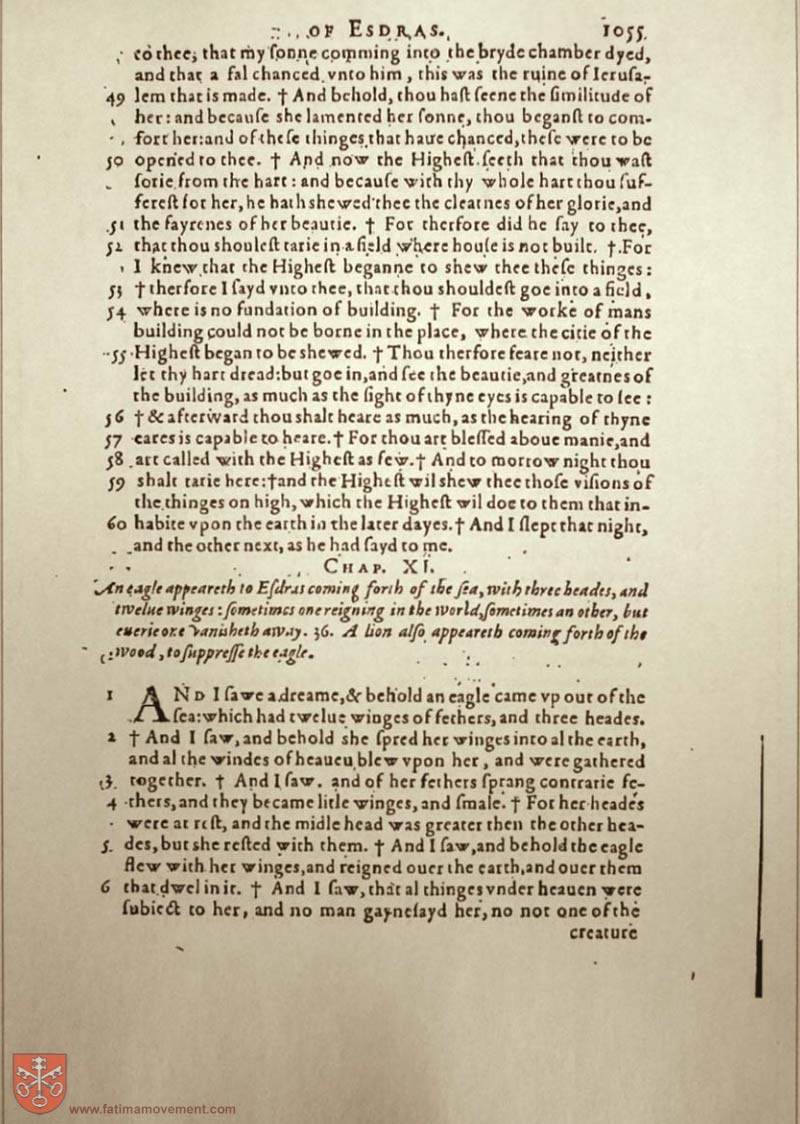 OF ESDRAS. 1055
to thee, that my ſonne comming into the bryde chamber dyed,
and that a fal chanced vnto him, this was the ruine of Ieruſa-
49 lem that is made. † And behold, thou haſt ſeene the ſimilitude of
her: and becauſe ſhe lamented her ſonne, thou beganſt to com-
fort her: and of theſe thinges that haue chanced, theſe were to be
50 opened to thee. † And now the Higheſt ſeeth that thou waſt
ſorie from the hart: and becauſe with thy whole hart thou ſuf-
fereſt for her, he hath shewed thee the clearnes of her glorie, and
51 the fayrenes of her beautie. † For therfore did he ſay to thee,
52 that thou shouldeſt tarie in a field where houſe is not built. †. For
I knew that the Higheſt beganne to shew thee theſe thinges:
53 † therfore I ſayd vnto thee, that thou shouldeſt goe into a field,
54 where is no fundation of building. † For the worke of mans
building could not be borne in the place, where the citie of the
55 Higheſt began to be shewed. † Thou therfore feare not, neither
let thy hart dread: but goe in, and ſee the beautie, and greatnes of
the building, as much as the ſight of thyne eyes is capable to ſee:
56 † & afterward thou shalt heare as much, as the hearing of thyne
57 eares is capable to heare. † For thou art bleſſed aboue manie, and
58 art called with the Higheſt as few. † And to morrow night thou
59 shalt tarie here: † and the Higheſt wil shew thee thoſe viſions of
the thinges on high, which the Higheſt wil doe to them that in-
60 habite vpon the earth in the later dayes. † And I ſlept that night,
and the other next, as he had ſayd to me.
CHAP. XI.
An eagle appeareth to Eſdras coming forth of the ſea, with three heades, and
twelue winges: ſometimes one reigning in the world, ſometimes an other, but
euerie one vanisheth away. 36. A lion alſo appeareth coming forth of the
wood, to ſuppreſſe the eagle.
1 AND I ſawe a dreame, & behold an eagle came vp out of the
ſea: which had twelue winges of fethers, and three heades.
2 † And I ſaw, and behold she ſpred her winges into al the earth,
and al the windes of heauen blew vpon her, and were gathered
3 together. † And I ſaw, and of her fethers ſprang contrarie fe-
4 thers, and they became litle winges, and ſmale. † For her heades
were at reſt, and the midle head was greater then the other hea-
5 des, but she reſted with them. † And I ſaw, and behold the eagle
flew with her winges, and reigned ouer the earth, and ouer them
6 that dwel in it. † And I ſaw, that al thinges vnder heauen were
ſubiect to her, and no man gayneſayd her, no not one of the
creature
www.fatimamovement.com